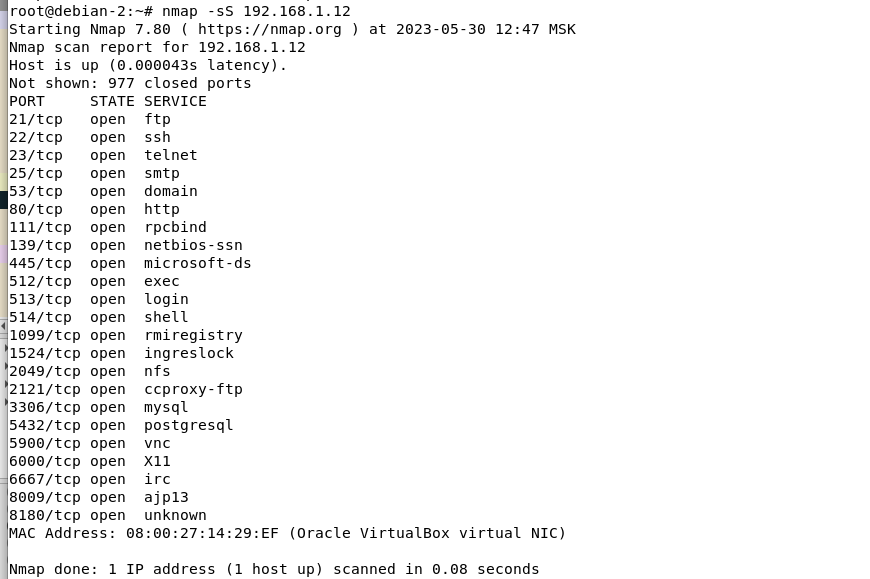 root@debian-2:~# nmap -sS 192.168.1.12
Starting Nmap 7.80 ( https://nmap.org ) at 2023-05-30 12:47 MSK
Nmap scan report for 192.168.1.12
Host is up (0.000043s latency).
Not shown: 977 closed ports
PORT     STATE SERVICE
21/tcp   open  ftp
22/tcp   open  ssh
23/tcp   open  telnet
25/tcp   open  smtp
53/tcp   open  domain
80/tcp   open  http
111/tcp  open  rpcbind
139/tcp  open  netbios-ssn
445/tcp  open  microsoft-ds
512/tcp  open  exec
513/tcp  open  login
514/tcp  open  shell
1099/tcp open  rmiregistry
1524/tcp open  ingreslock
2049/tcp open  nfs
2121/tcp open  ccproxy-ftp
3306/tcp open  mysql
5432/tcp open  postgresql
5900/tcp open  vnc
6000/tcp open  X11
6667/tcp open  irc
8009/tcp open  ajp13
8180/tcp open  unknown
MAC Address: 08:00:27:14:29:EF (Oracle VirtualBox virtual NIC)
Nmap done: 1 IP address (1 host up) scanned in 0.08 seconds